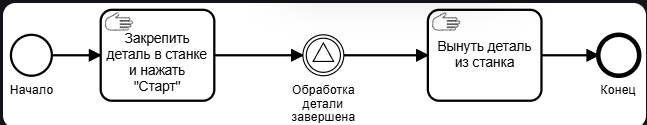 Начало
Закрепить
деталь в станке
и нажать
"Старт"
Обработка
детали
завершена
Вынуть деталь
из станка
Конец